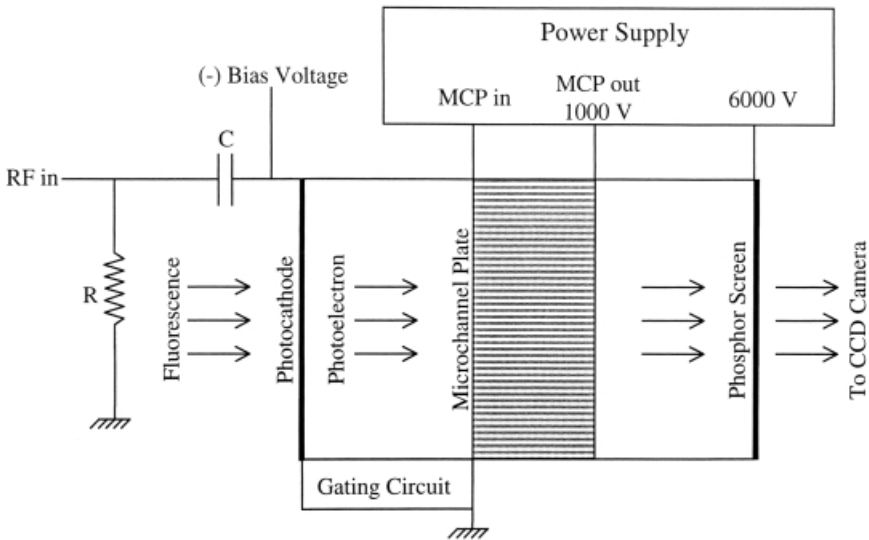 Power Supply
(-) Bias Voltage
MCP in
MCP out
1000 V
6000 V
C
RF in
R
Fluorescence
Photocathode
Photoelectron
Microchannel Plate
Phosphor Screen
To CCD Camera
Gating Circuit